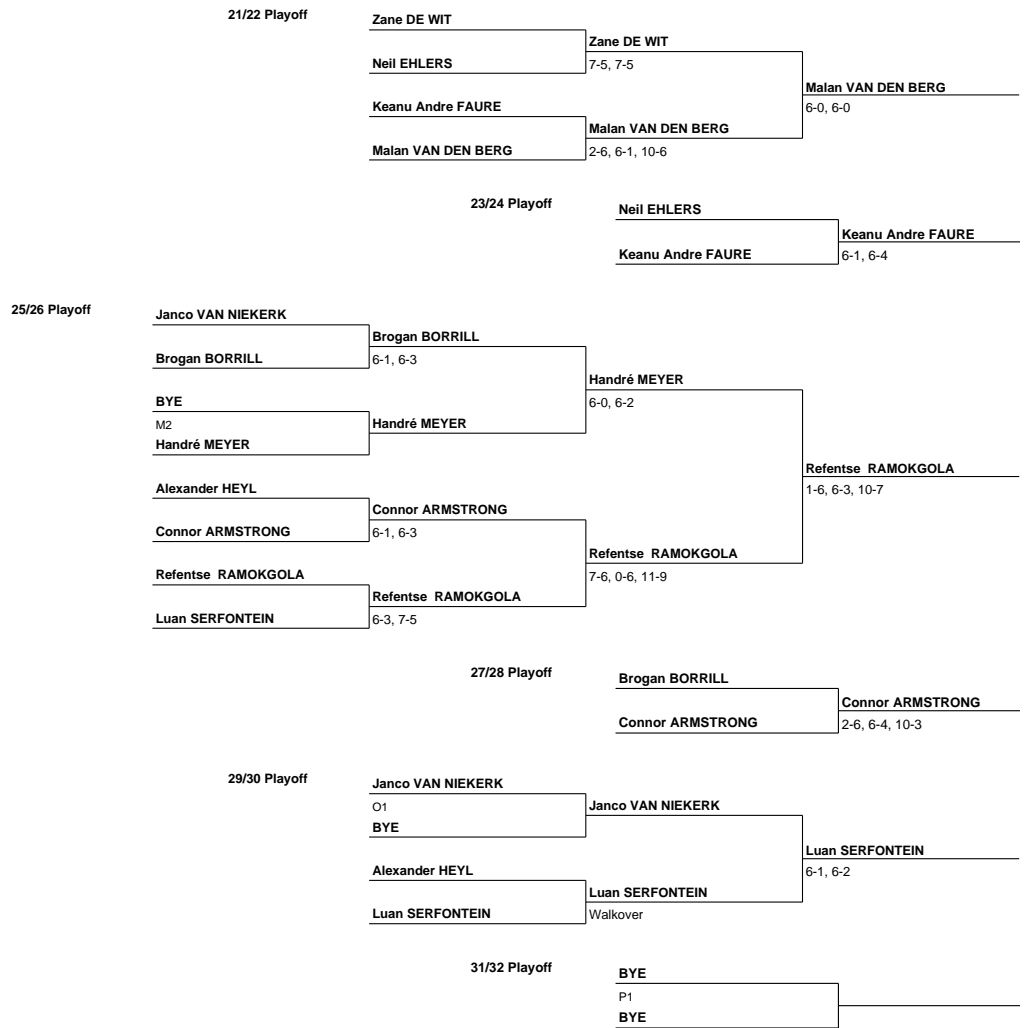 21/22 Playoff
Zane DE WIT
Zane DE WIT
Neil EHLERS
7-5, 7-5
Malan VAN DEN BERG
Keanu Andre FAURE
6-0, 6-0
Malan VAN DEN BERG
Malan VAN DEN BERG
2-6, 6-1, 10-6
23/24 Playoff
Neil EHLERS
Keanu Andre FAURE
Keanu Andre FAURE
6-1, 6-4
25/26 Playoff
Janco VAN NIEKERK
Brogan BORRILL
Brogan BORRILL
6-1, 6-3
Handré MEYER
BYE
6-0, 6-2
M2
Handré MEYER
Handré MEYER
Refentse  RAMOKGOLA
Alexander HEYL
1-6, 6-3, 10-7
Connor ARMSTRONG
Connor ARMSTRONG
6-1, 6-3
Refentse  RAMOKGOLA
Refentse  RAMOKGOLA
7-6, 0-6, 11-9
Refentse  RAMOKGOLA
Luan SERFONTEIN
6-3, 7-5
27/28 Playoff
Brogan BORRILL
Connor ARMSTRONG
Connor ARMSTRONG
2-6, 6-4, 10-3
29/30 Playoff
Janco VAN NIEKERK
O1
Janco VAN NIEKERK
BYE
Luan SERFONTEIN
Alexander HEYL
6-1, 6-2
Luan SERFONTEIN
Luan SERFONTEIN
Walkover
31/32 Playoff
BYE
P1
BYE